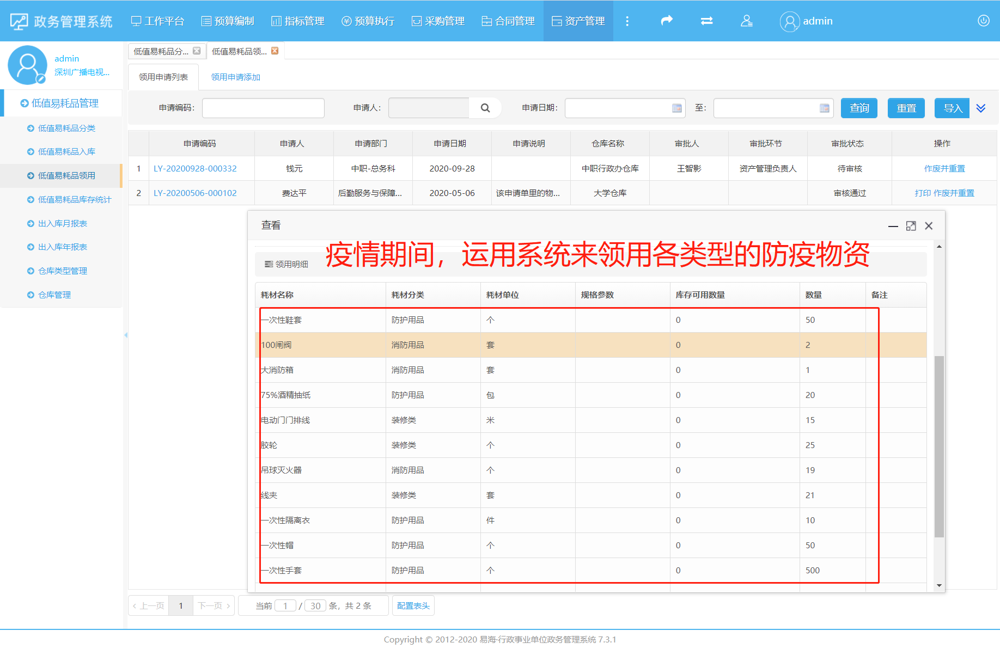 政务管理系统 工作平台 预算编制 指标管理 预算执行 采购管理 合同管理 资产管理 admin
admin
深圳广播电视...
低值易耗品管理
低值易耗品分类
低值易耗品入库
低值易耗品领用
低值易耗品库存统计
出入库月报表
出入库年报表
仓库类型管理
仓库管理
低值易耗品分... 低值易耗品领...
领用申请列表 领用申请添加
申请编码： 申请人： 申请日期： 至： 查询 重置 导入
申请编码 申请人 申请部门 申请日期 申请说明 仓库名称 审批人 审批环节 审批状态 操作
1 LY-20200928-000332 钱元 中职-总务科 2020-09-28 中职行政办仓库 王智影 资产管理负责人 待审核 作废并重置
2 LY-20200506-000102 费达平 后勤服务与保障... 2020-05-06 该申请单里的物... 大学仓库 审核通过 打印 作废并重置
查看
疫情期间，运用系统来领用各类型的防疫物资
领用明细
耗材名称 耗材分类 耗材单位 规格参数 库存可用数量 数量 备注
一次性鞋套 防护用品 个 0 50
100闸阀 消防用品 套 0 2
大消防箱 消防用品 套 0 1
75%酒精抽纸 防护用品 包 0 20
电动门门排线 装修类 米 0 15
胶轮 装修类 个 0 25
吊球灭火器 消防用品 个 0 19
线夹 装修类 套 0 21
一次性隔离衣 防护用品 件 0 10
一次性帽 防护用品 个 0 50
一次性手套 防护用品 个 0 500
‹ 上一页 1 下一页 › 当前 1 / 30 条，共 2 条 配置表头
Copyright © 2012-2020 易海·行政事业单位政务管理系统 7.3.1